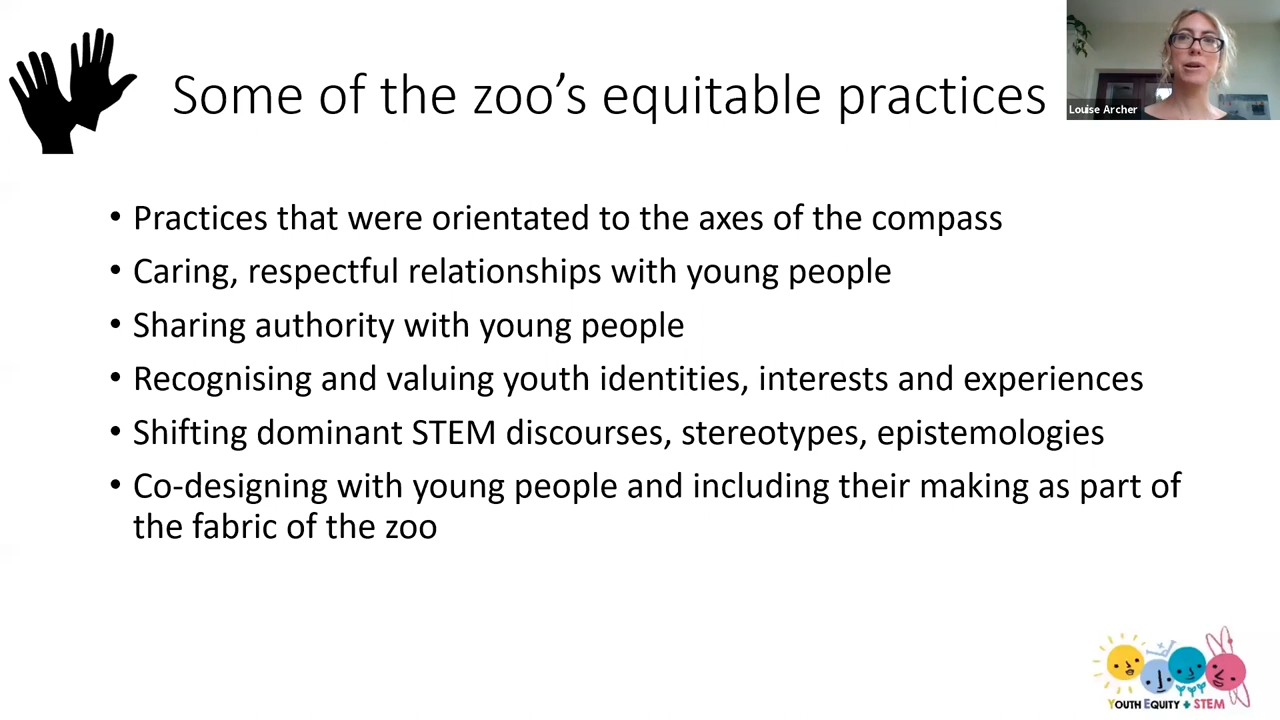 Some of the zoo’s equitable practices
Louise Archer
• Practices that were orientated to the axes of the compass
• Caring, respectful relationships with young people
• Sharing authority with young people
• Recognising and valuing youth identities, interests and experiences
• Shifting dominant STEM discourses, stereotypes, epistemologies
• Co-designing with young people and including their making as part of
the fabric of the zoo
YOUTH EQUITY + STEM